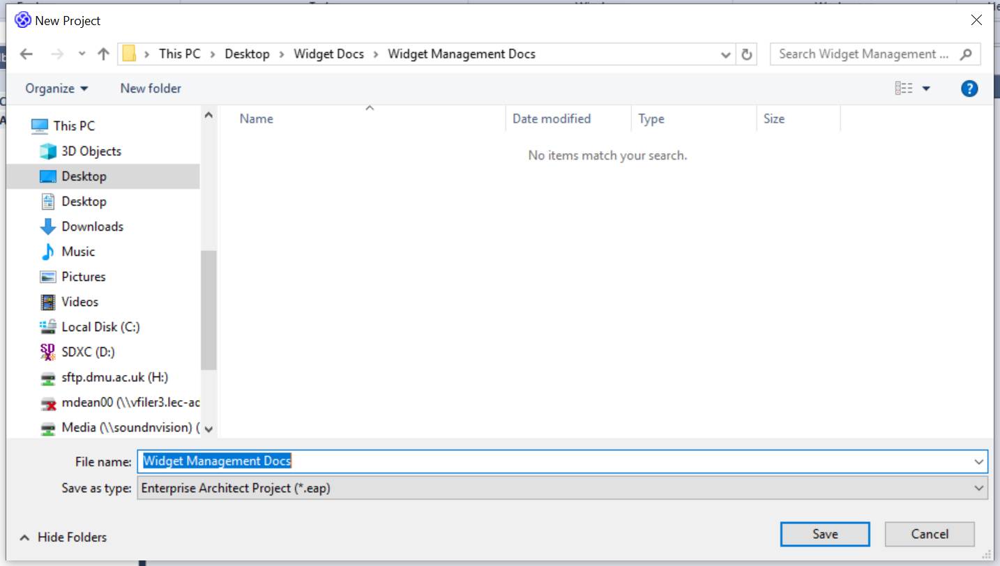 New Project
This PC > Desktop > Widget Docs > Widget Management Docs
Search Widget Management ...
Organize
New folder
Name
Date modified
Type
Size
This PC
3D Objects
Desktop
Desktop
Downloads
Music
Pictures
Videos
Local Disk (C:)
SDXC (D:)
sftp.dmu.ac.uk (H:)
mdean00 (\\vfiler3.lec-ac
Media (\\soundnvision) (
No items match your search.
File name: Widget Management Docs
Save as type: Enterprise Architect Project (*.eap)
Hide Folders
Save
Cancel